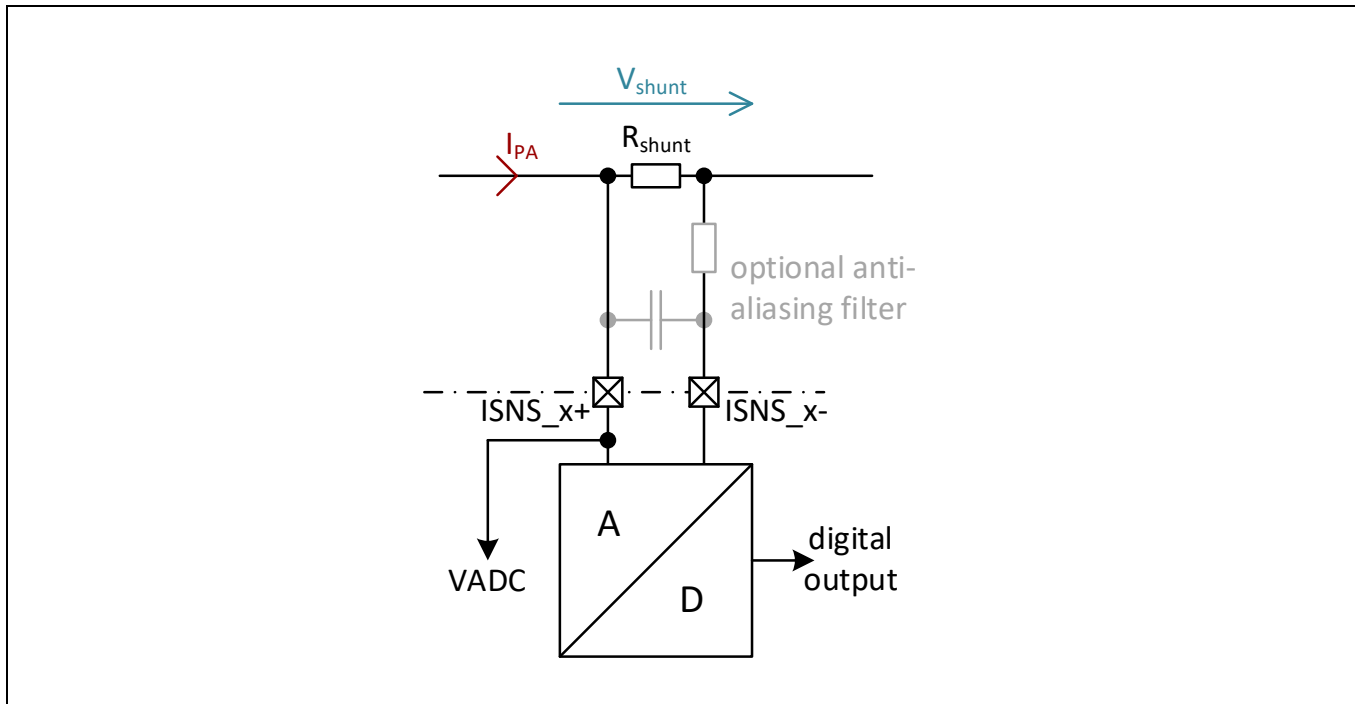 Vshunt
IPA
Rshunt
optional anti-
aliasing filter
ISNS_x+
ISNS_x-
A
D
VADC
digital
output